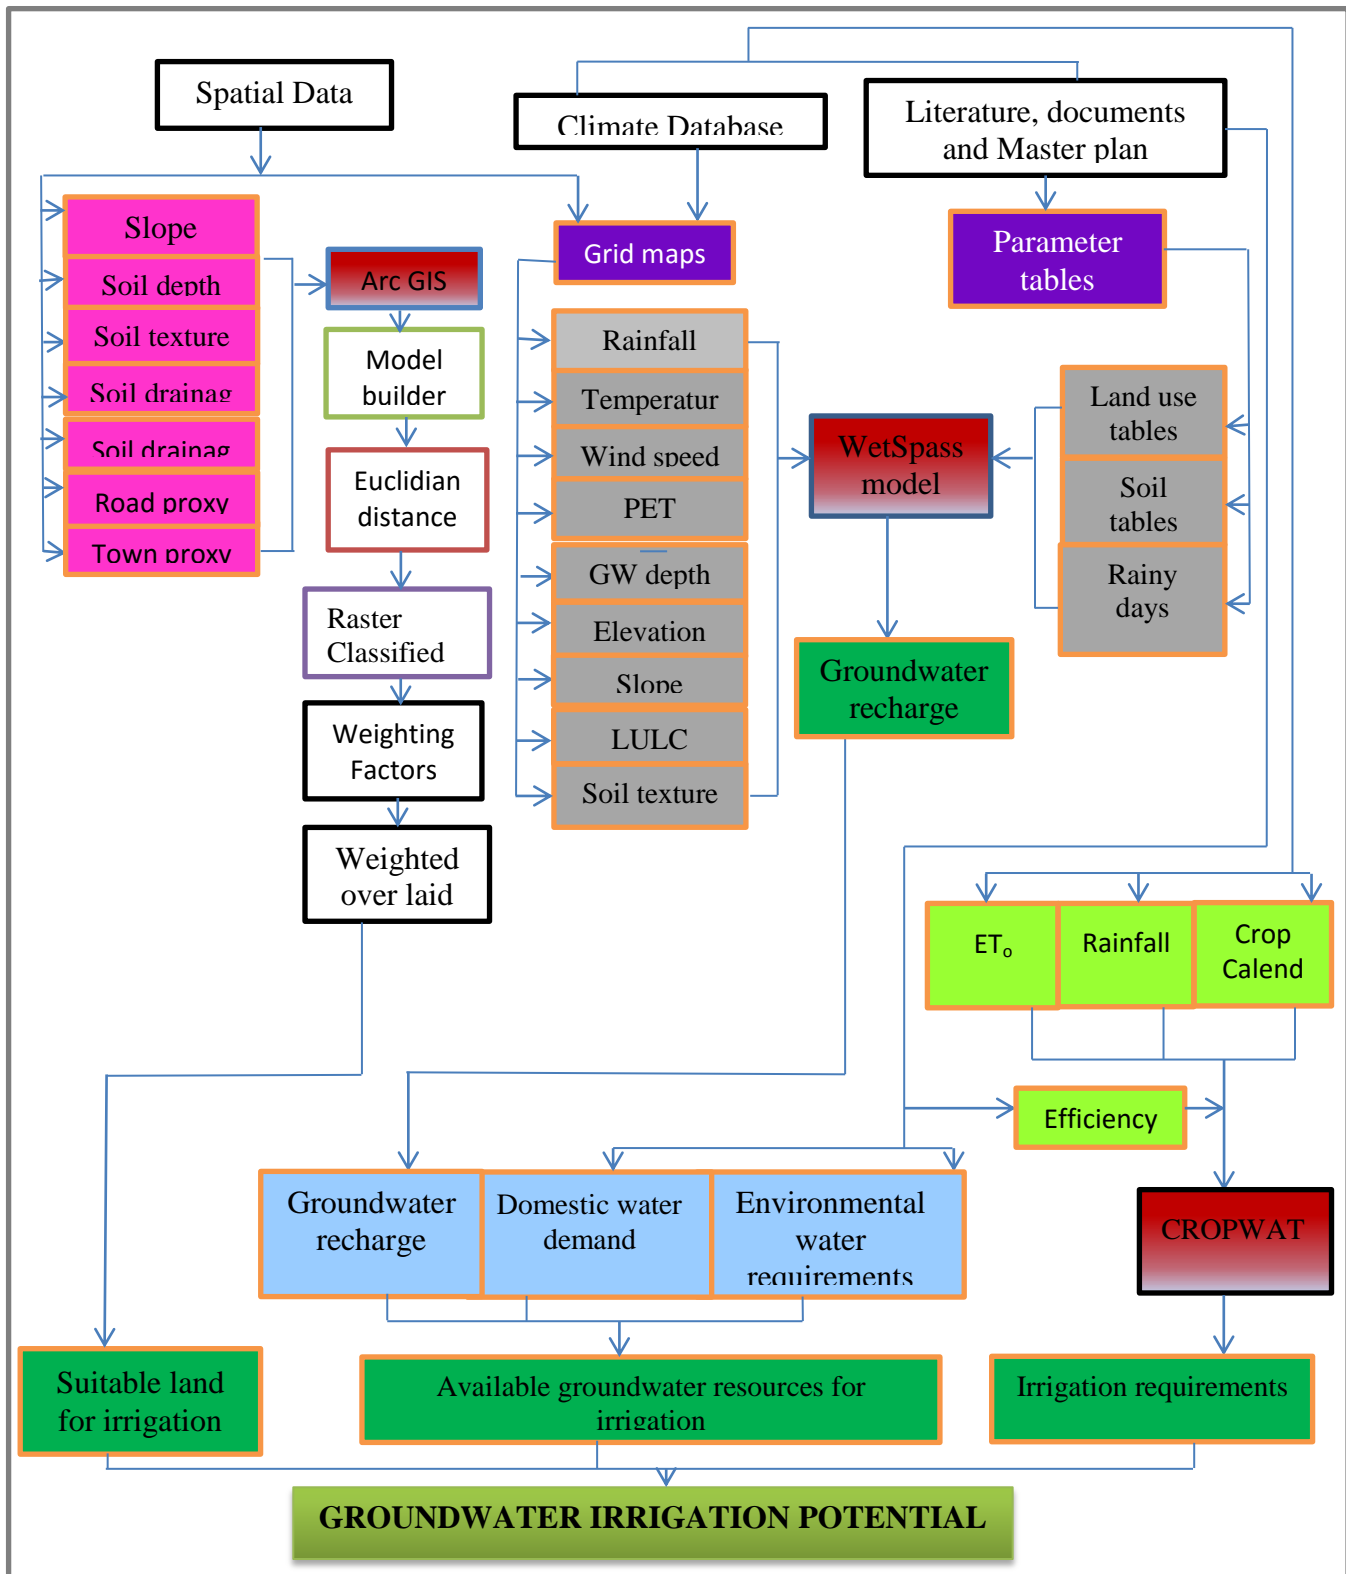 Spatial Data
Climate Database
Literature, documents
and Master plan
Slope
Soil depth
Soil texture
Soil drainag
Soil drainag
Road proxy
Town proxy
Arc GIS
Model
builder
Euclidian
distance
Raster
Classified
Weighting
Factors
Weighted
over laid
Grid maps
Rainfall
Temperatur
Wind speed
PET
GW depth
Elevation
Slope
LULC
Soil texture
WetSpass
model
Groundwater
recharge
Parameter
tables
Land use
tables
Soil
tables
Rainy
days
ETₒ
Rainfall
Crop
Calend
Efficiency
CROPWAT
Groundwater
recharge
Domestic water
demand
Environmental
water
requirements
Suitable land
for irrigation
Available groundwater resources for
irrigation
Irrigation requirements
GROUNDWATER IRRIGATION POTENTIAL